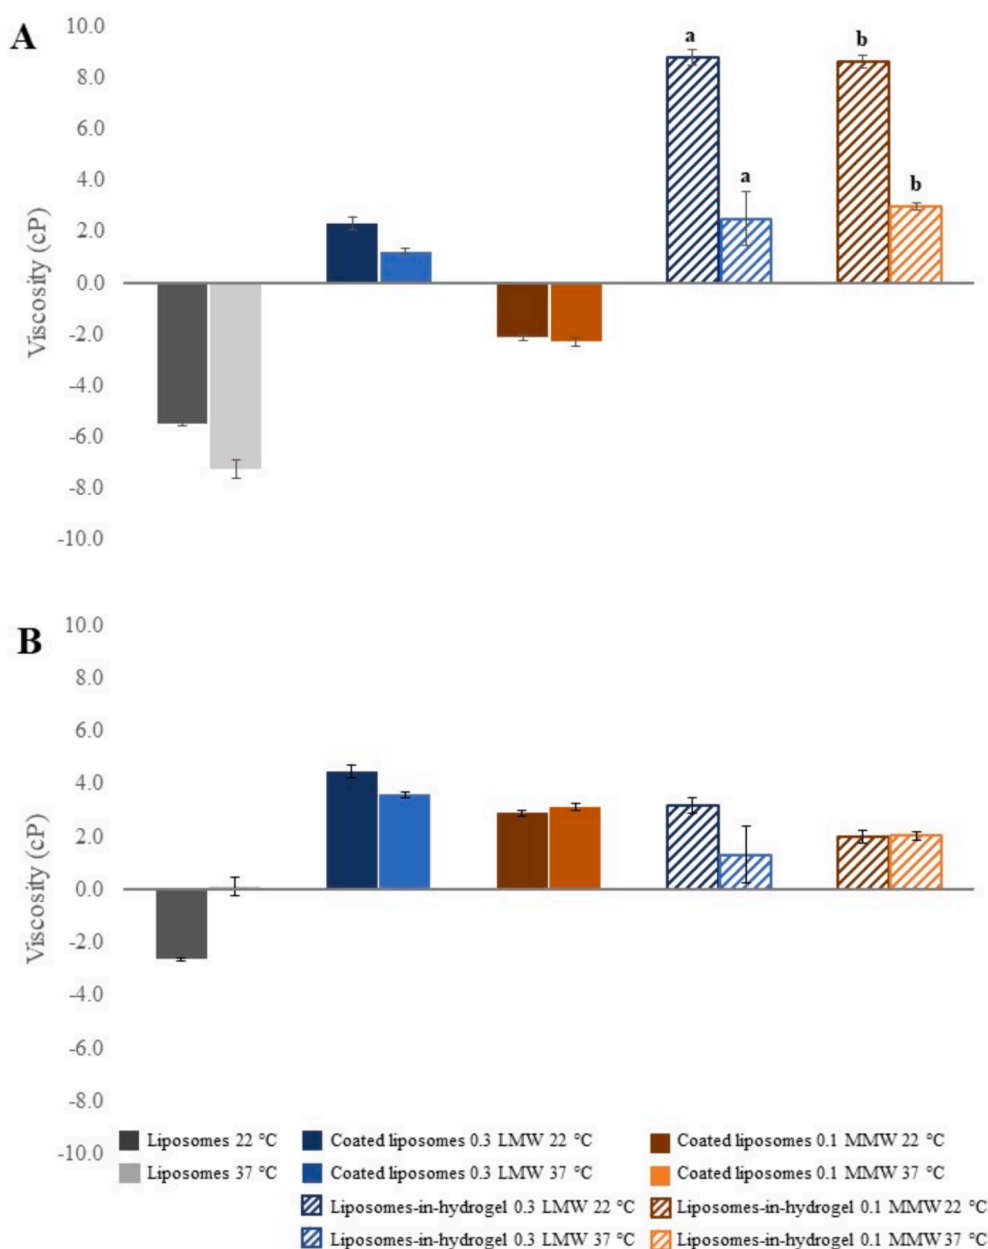 A
10.0
8.0
6.0
4.0
2.0
0.0
-2.0
-4.0
-6.0
-8.0
-10.0
Viscosity (cP)
a
a
b
b
B
10.0
8.0
6.0
4.0
2.0
0.0
-2.0
-4.0
-6.0
-8.0
-10.0
Viscosity (cP)
Liposomes 22 °C
Liposomes 37 °C
Coated liposomes 0.3 LMW 22 °C
Coated liposomes 0.3 LMW 37 °C
Liposomes-in-hydrogel 0.3 LMW 22 °C
Liposomes-in-hydrogel 0.3 LMW 37 °C
Coated liposomes 0.1 MMW 22 °C
Coated liposomes 0.1 MMW 37 °C
Liposomes-in-hydrogel 0.1 MMW 22 °C
Liposomes-in-hydrogel 0.1 MMW 37 °C